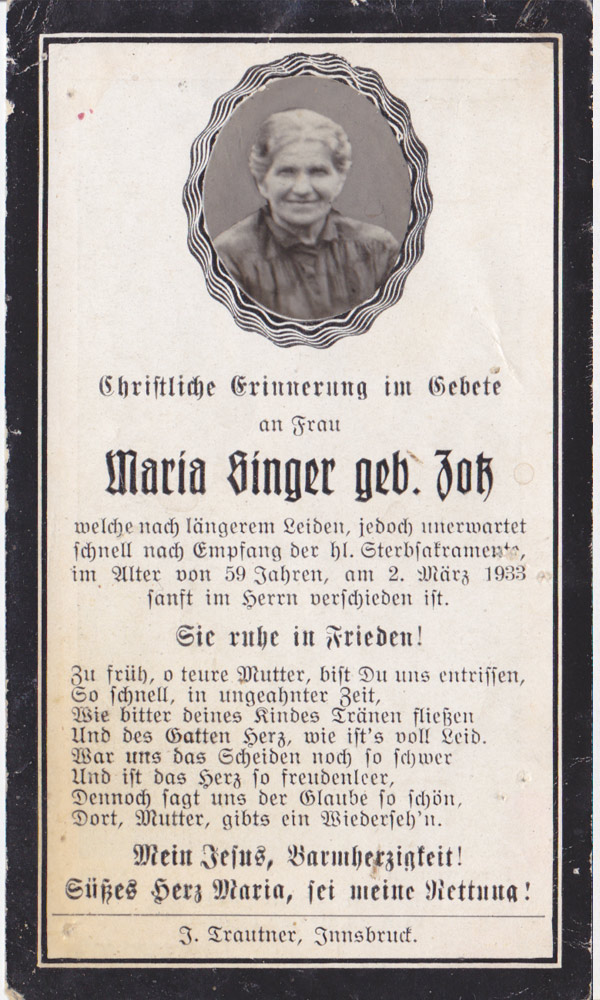 Christliche Erinnerung im Gebete
an Frau
Maria Singer geb. Zotz
welche nach längerem Leiden, jedoch unerwartet
schnell nach Empfang der hl. Sterbsakramente,
im Alter von 59 Jahren, am 2. März 1933
sanft im Herrn verschieden ist.
Sie ruhe in Frieden!
Zu früh, o teure Mutter, bist Du uns entrissen,
So schnell, in ungeahnter Zeit,
Wie bitter deines Kindes Tränen fließen
Und des Gatten Herz, wie ist's voll Leid.
War uns das Scheiden noch so schwer
Und ist das Herz so freudenleer,
Dennoch sagt uns der Glaube so schön,
Dort, Mutter, gibts ein Wiederseh'n.
Mein Jesus, Barmherzigkeit!
Süßes Herz Maria, sei meine Rettung!
J. Trautner, Innsbruck.